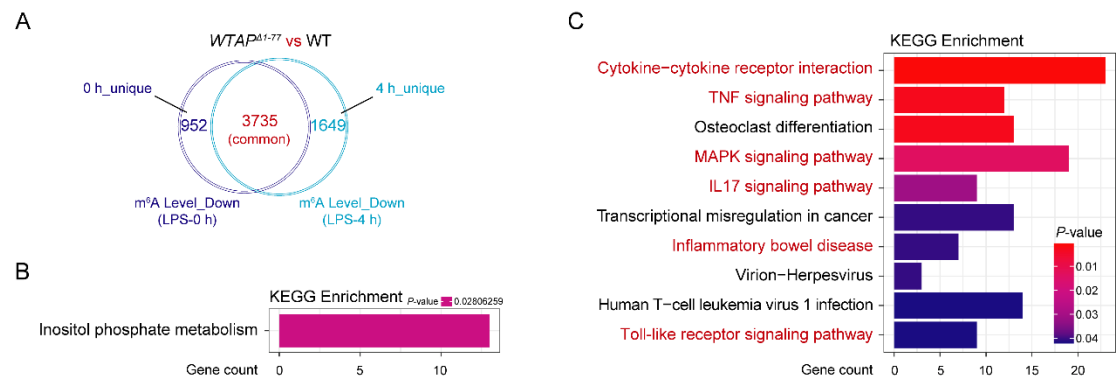 A
WTAP^Δ1-77 vs WT
0 h_unique
4 h_unique
952
3735
(common)
1649
m⁶A Level_Down
(LPS-0 h)
m⁶A Level_Down
(LPS-4 h)
B
KEGG Enrichment P-value 0.02806259
Inositol phosphate metabolism
0 5 10
Gene count
C
KEGG Enrichment
Cytokine−cytokine receptor interaction
TNF signaling pathway
Osteoclast differentiation
MAPK signaling pathway
IL17 signaling pathway
Transcriptional misregulation in cancer
Inflammatory bowel disease
Virion−Herpesvirus
Human T−cell leukemia virus 1 infection
Toll−like receptor signaling pathway
P-value
0.01
0.02
0.03
0.04
0 5 10 15 20
Gene count